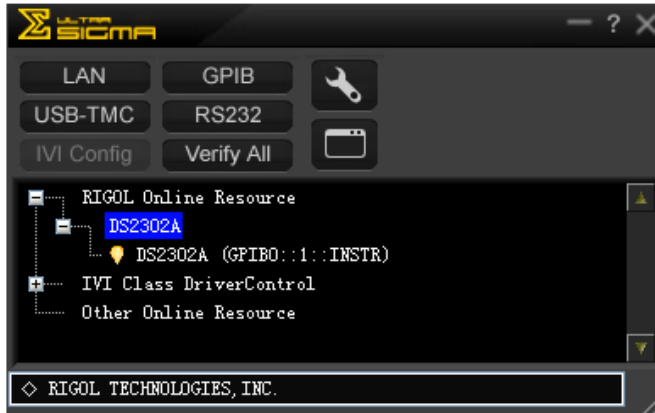 ULTRA
SIGMA
?
LAN GPIB
USB-TMC RS232
IVI Config Verify All
RIGOL Online Resource
DS2302A
DS2302A (GPIB0::1::INSTR)
IVI Class DriverControl
Other Online Resource
RIGOL TECHNOLOGIES,INC.